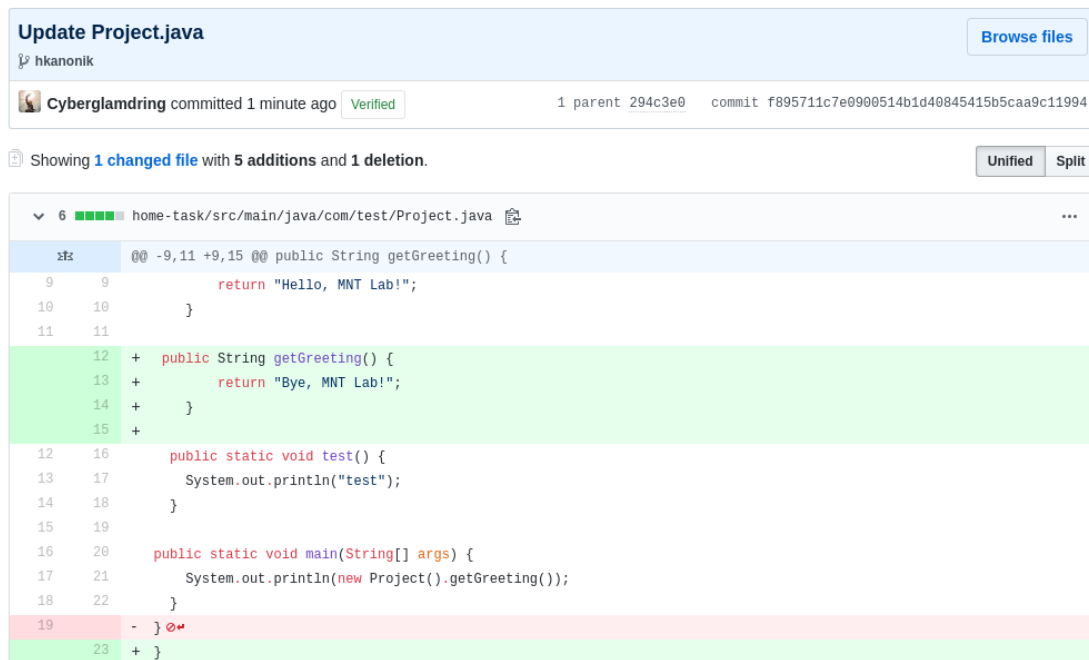 Update Project.java
Browse files
hkanonik
Cyberglamdring committed 1 minute ago Verified 1 parent 294c3e0 commit f895711c7e0900514b1d40845415b5caa9c11994
Showing 1 changed file with 5 additions and 1 deletion.
Unified Split
6 home-task/src/main/java/com/test/Project.java
@@ -9,11 +9,15 @@ public String getGreeting() {
9 9 return "Hello, MNT Lab!";
10 10 }
11 11
12 + public String getGreeting() {
13 + return "Bye, MNT Lab!";
14 + }
15 +
12 16 public static void test() {
13 17 System.out.println("test");
14 18 }
15 19
16 20 public static void main(String[] args) {
17 21 System.out.println(new Project().getGreeting());
18 22 }
19 - }
23 + }